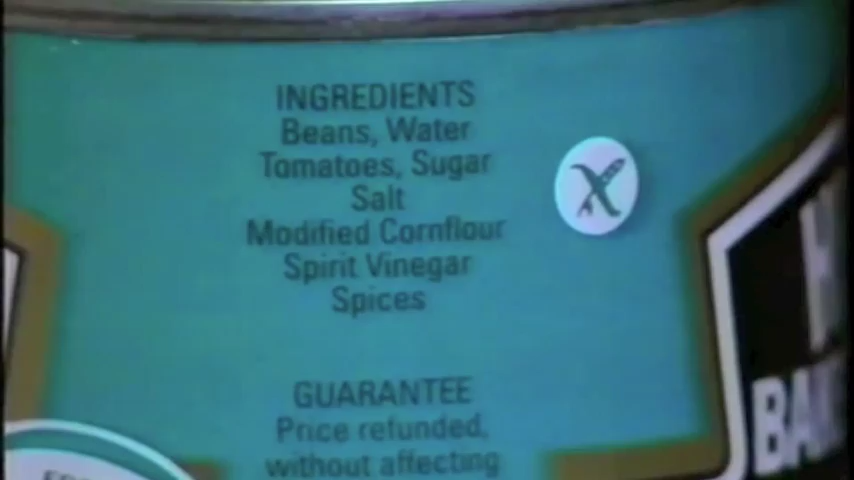 INGREDIENTS
Beans, Water
Tomatoes, Sugar
Salt
Modified Cornflour
Spirit Vinegar
Spices
GUARANTEE
Price refunded,
without affecting